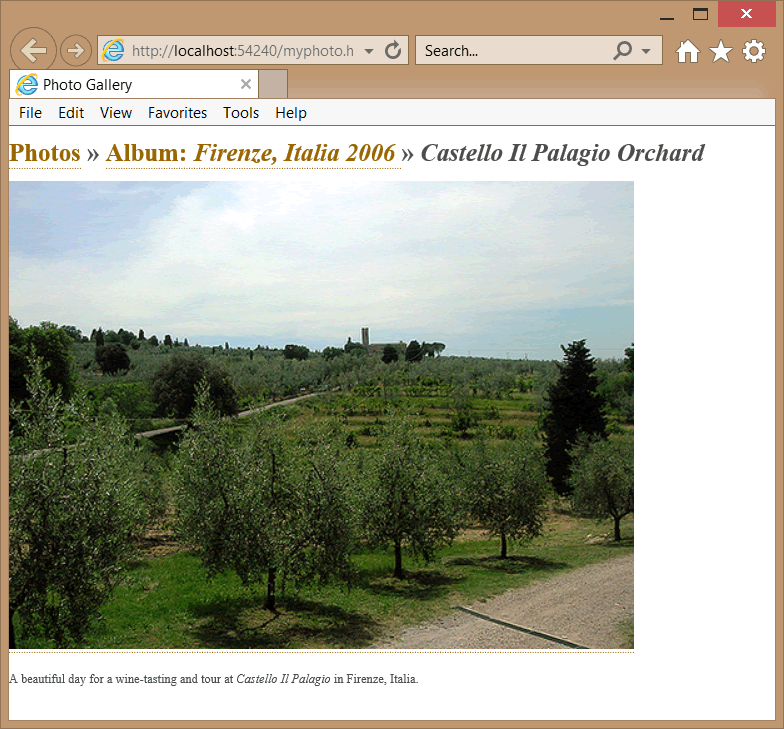 http://localhost:54240/myphoto.h
Search...
Photo Gallery
File Edit View Favorites Tools Help
Photos » Album: Firenze, Italia 2006 » Castello Il Palagio Orchard
A beautiful day for a wine-tasting and tour at Castello Il Palagio in Firenze, Italia.